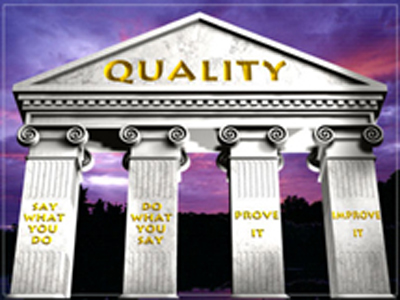 QUALITY
SAY
WHAT
YOU
DO
DO
WHAT
YOU
SAY
PROVE
IT
IMPROVE
IT